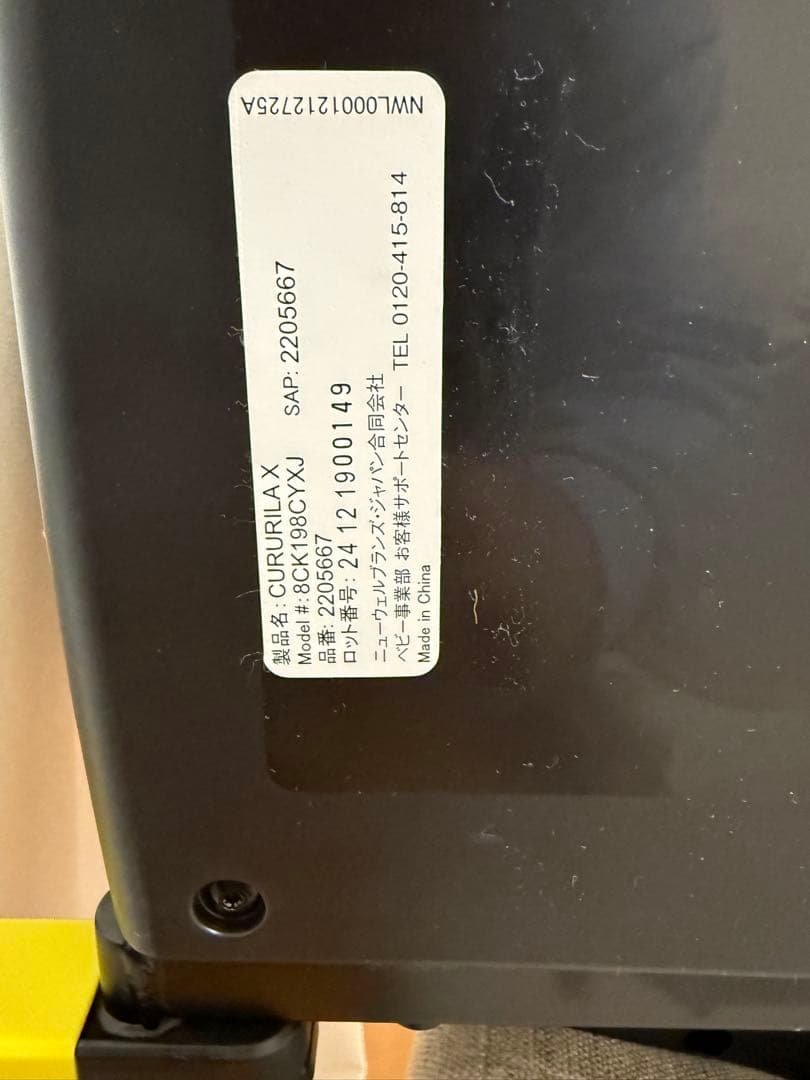 製品名: CURURILA X
Model #: 8CK198CYXJ SAP: 2205667
品番: 2205667
ロット番号: 24 12 1900149
ニューウェルブランズ・ジャパン合同会社
ベビー事業部 お客様サポートセンター TEL 0120-415-814
Made in China
NWL0001212725A